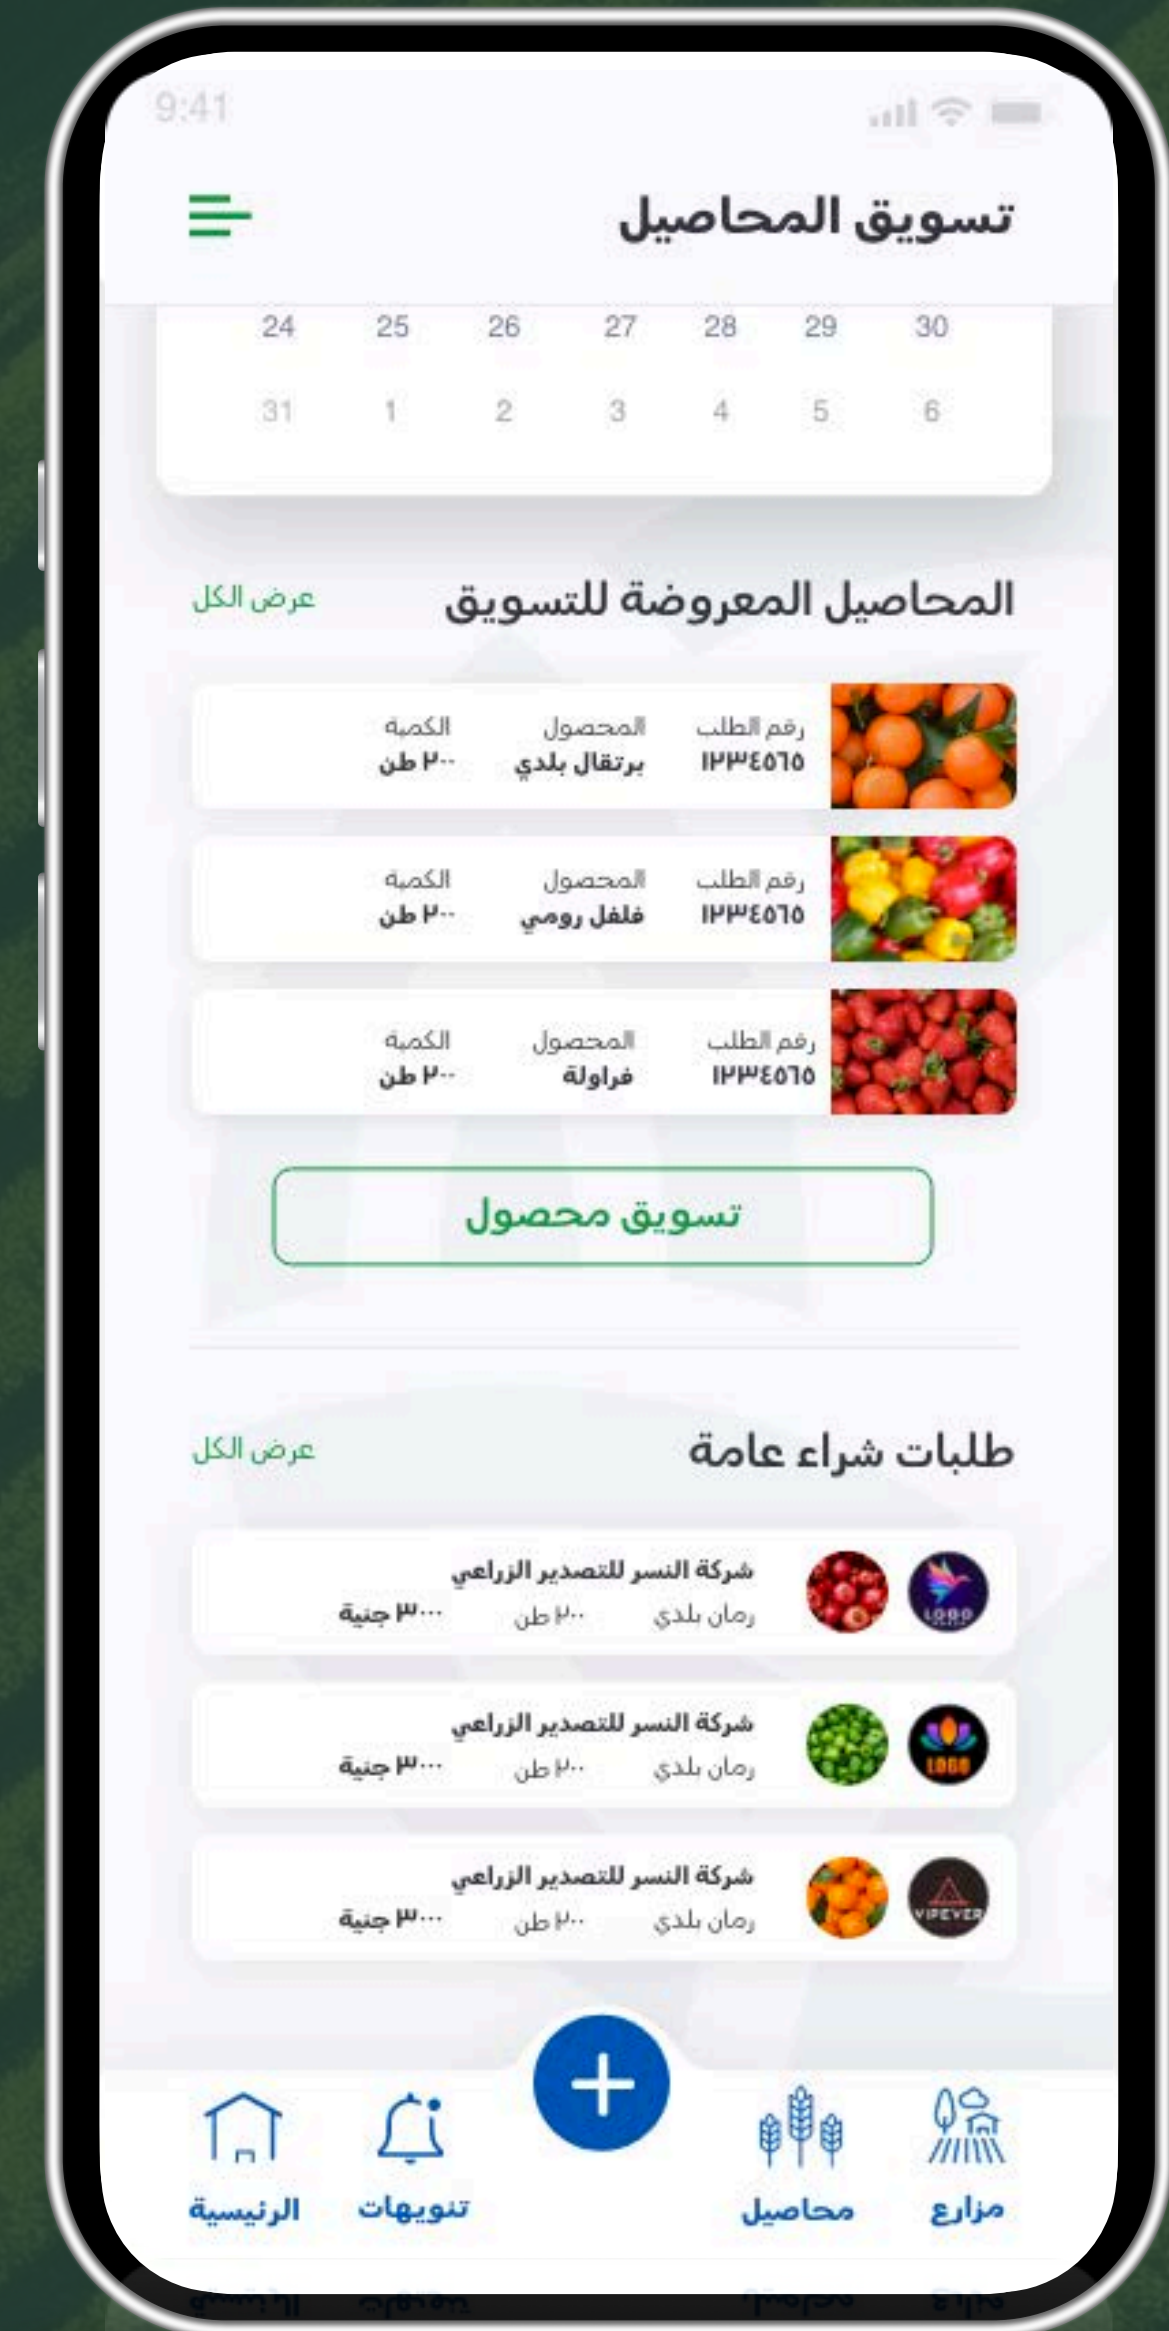 9:41
تسويق المحاصيل
24 25 26 27 28 29 30
31 1 2 3 4 5 6
المحاصيل المعروضة للتسويق
عرض الكل
رقم الطلب المحصول الكمية
١٢٣٤٥٦٥ برتقال بلدي ٢٠٠ طن
رقم الطلب المحصول الكمية
١٢٣٤٥٦٥ فلفل رومي ٢٠٠ طن
رقم الطلب المحصول الكمية
١٢٣٤٥٦٥ فراولة ٢٠٠ طن
تسويق محصول
طلبات شراء عامة
عرض الكل
LOGO
شركة النسر للتصدير الزراعي
رمان بلدي ٢٠٠ طن ٣٠٠٠ جنية
LOGO
شركة النسر للتصدير الزراعي
رمان بلدي ٢٠٠ طن ٣٠٠٠ جنية
VIPEVER
شركة النسر للتصدير الزراعي
رمان بلدي ٢٠٠ طن ٣٠٠٠ جنية
مزارع محاصيل تنويهات الرئيسية